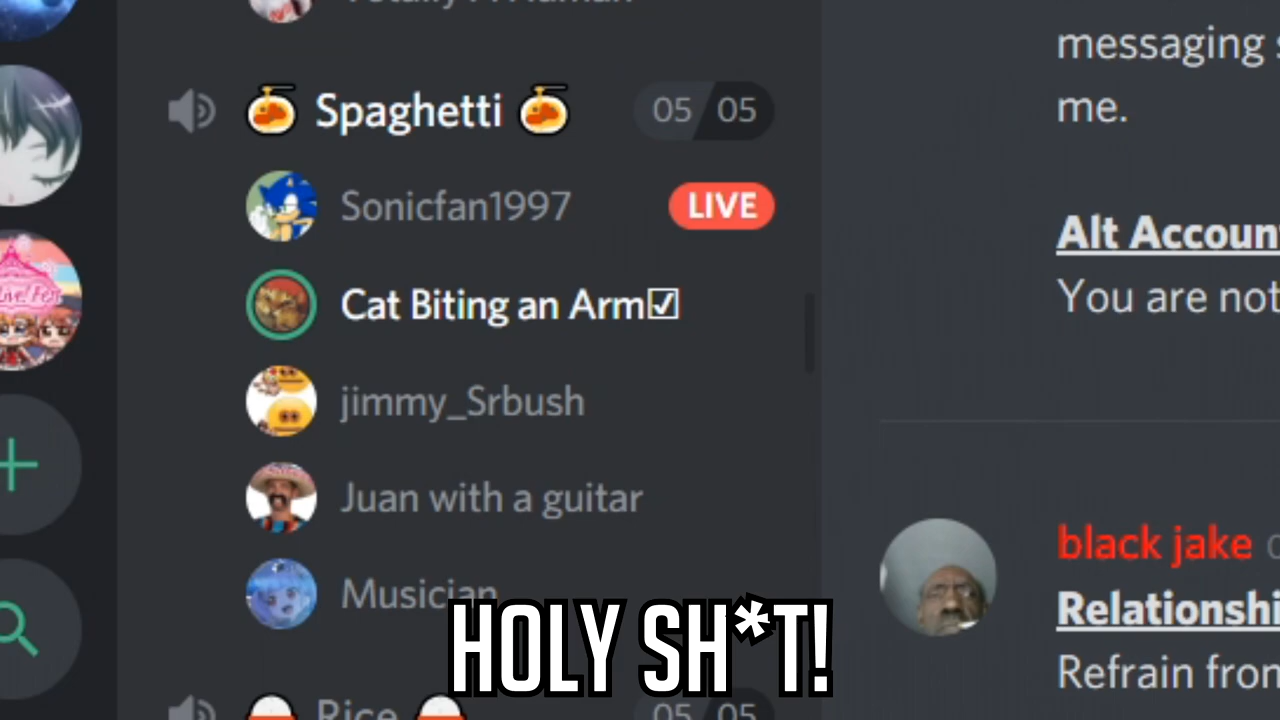 Spaghetti 05 05
Sonicfan1997 LIVE
Cat Biting an Arm☑
jimmy_Srbush
Juan with a guitar
Musician
Rice 05 05
messaging
me.
Alt Accoun
You are not
black jake
Relationshi
Refrain from
HOLY SH*T!